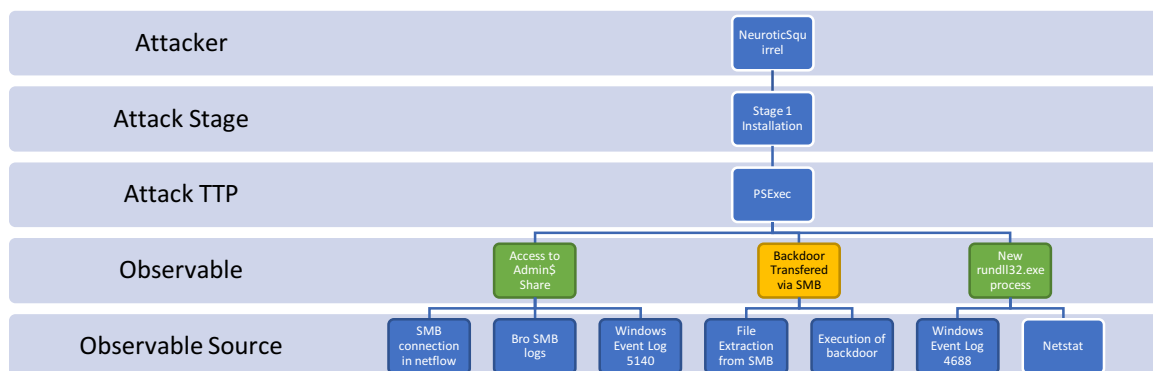 Attacker
NeuroticSqu
irrel
Attack Stage
Stage 1
Installation
Attack TTP
PSExec
Observable
Access to
Admin$
Share
Backdoor
Transfered
via SMB
New
rundll32.exe
process
Observable Source
SMB
connection
in netflow
Bro SMB
logs
Windows
Event Log
5140
File
Extraction
from SMB
Execution of
backdoor
Windows
Event Log
4688
Netstat